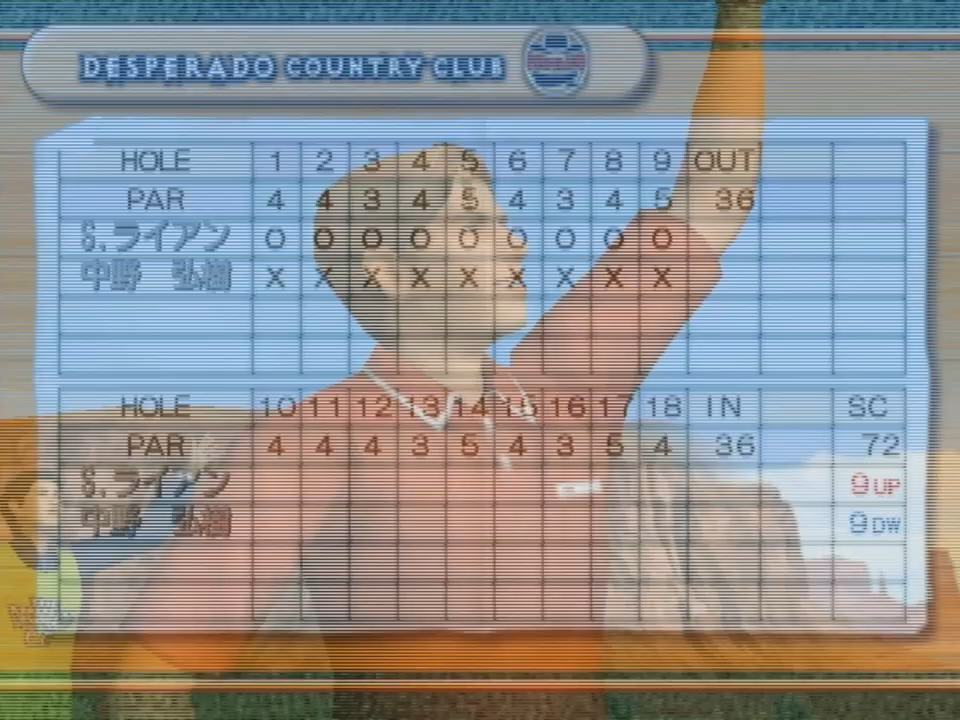 DESPERADO COUNTRY CLUB
HOLE 1 2 3 4 5 6 7 8 9 OUT
PAR 4 4 3 4 5 4 3 4 5 36
S.ライアン O O O O O O O O O
中野 弘樹 X X X X X X X X X
HOLE 10 11 12 13 14 15 16 17 18 IN SC
PAR 4 4 4 3 5 4 3 5 4 36 72
S.ライアン 9UP
中野 弘樹 9DW